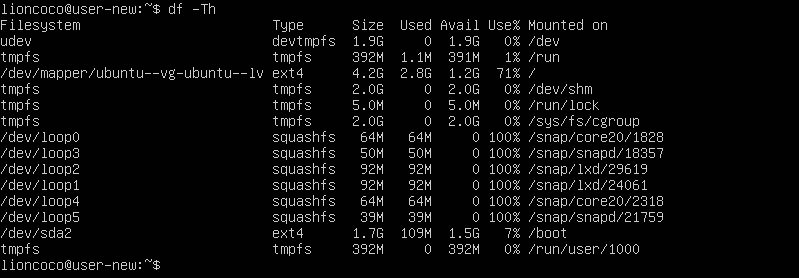 lioncoco@user-new:~$ df -Th
Filesystem                        Type      Size  Used Avail Use% Mounted on
udev                              devtmpfs  1.9G     0  1.9G   0% /dev
tmpfs                             tmpfs     392M  1.1M  391M   1% /run
/dev/mapper/ubuntu--vg-ubuntu--lv ext4      4.2G  2.8G  1.2G  71% /
tmpfs                             tmpfs     2.0G     0  2.0G   0% /dev/shm
tmpfs                             tmpfs     5.0M     0  5.0M   0% /run/lock
tmpfs                             tmpfs     2.0G     0  2.0G   0% /sys/fs/cgroup
/dev/loop0                        squashfs   64M   64M     0 100% /snap/core20/1828
/dev/loop3                        squashfs   50M   50M     0 100% /snap/snapd/18357
/dev/loop2                        squashfs   92M   92M     0 100% /snap/lxd/29619
/dev/loop1                        squashfs   92M   92M     0 100% /snap/lxd/24061
/dev/loop4                        squashfs   64M   64M     0 100% /snap/core20/2318
/dev/loop5                        squashfs   39M   39M     0 100% /snap/snapd/21759
/dev/sda2                         ext4      1.7G  109M  1.5G   7% /boot
tmpfs                             tmpfs     392M     0  392M   0% /run/user/1000
lioncoco@user-new:~$